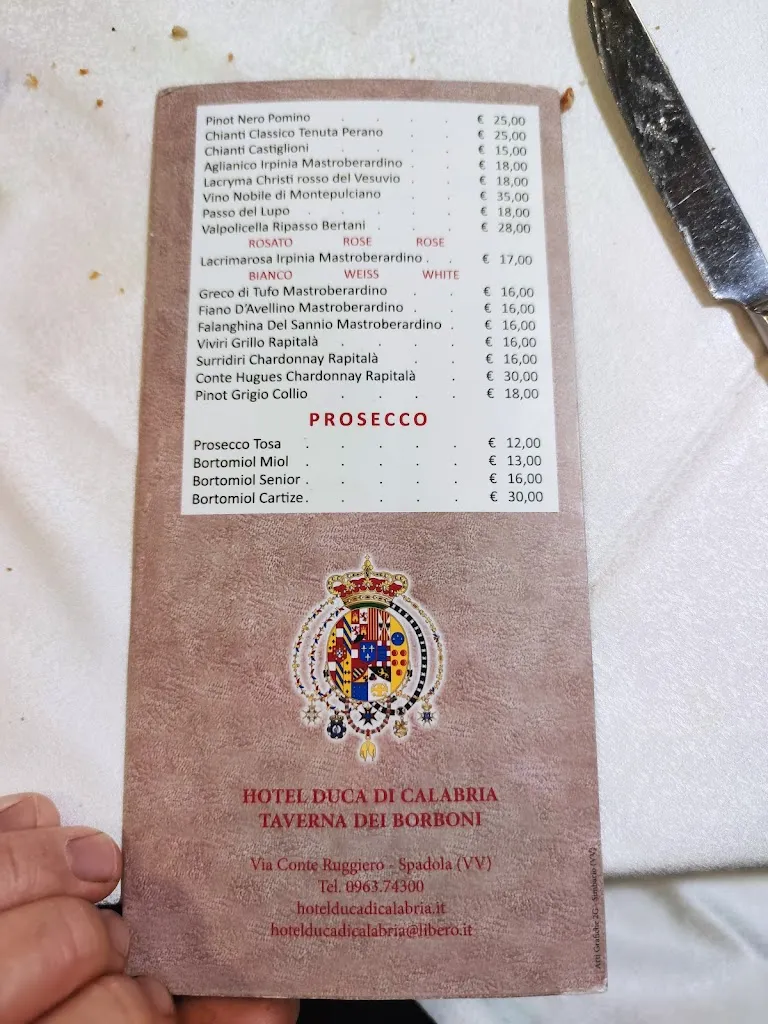 Pinot Nero Pomino . . . . € 25,00
Chianti Classico Tenuta Perano . . € 25,00
Chianti Castiglioni . . . . € 15,00
Aglianico Irpinia Mastroberardino . . € 18,00
Lacryma Christi rosso del Vesuvio . . € 18,00
Vino Nobile di Montepulciano . . € 35,00
Passo del Lupo . . . . . € 18,00
Valpolicella Ripasso Bertani . . . € 28,00
ROSATO ROSE ROSE
Lacrimarosa Irpinia Mastroberardino . . € 17,00
BIANCO WEISS WHITE
Greco di Tufo Mastroberardino . . € 16,00
Fiano D'Avellino Mastroberardino . . € 16,00
Falanghina Del Sannio Mastroberardino . € 16,00
Viviri Grillo Rapitalà . . . . € 16,00
Surridiri Chardonnay Rapitalà . . € 16,00
Conte Hugues Chardonnay Rapitalà . € 30,00
Pinot Grigio Collio . . . . € 18,00
PROSECCO
Prosecco Tosa . . . . . € 12,00
Bortomiol Miol . . . . . € 13,00
Bortomiol Senior . . . . . € 16,00
Bortomiol Cartize . . . . . € 30,00
HOTEL DUCA DI CALABRIA
TAVERNA DEI BORBONI
Via Conte Ruggiero - Spadola (VV)
Tel. 0963.74300
hotelducadicalabria.it
hotelducadicalabria@libero.it
Arti Grafiche 2G - Simbario (VV)